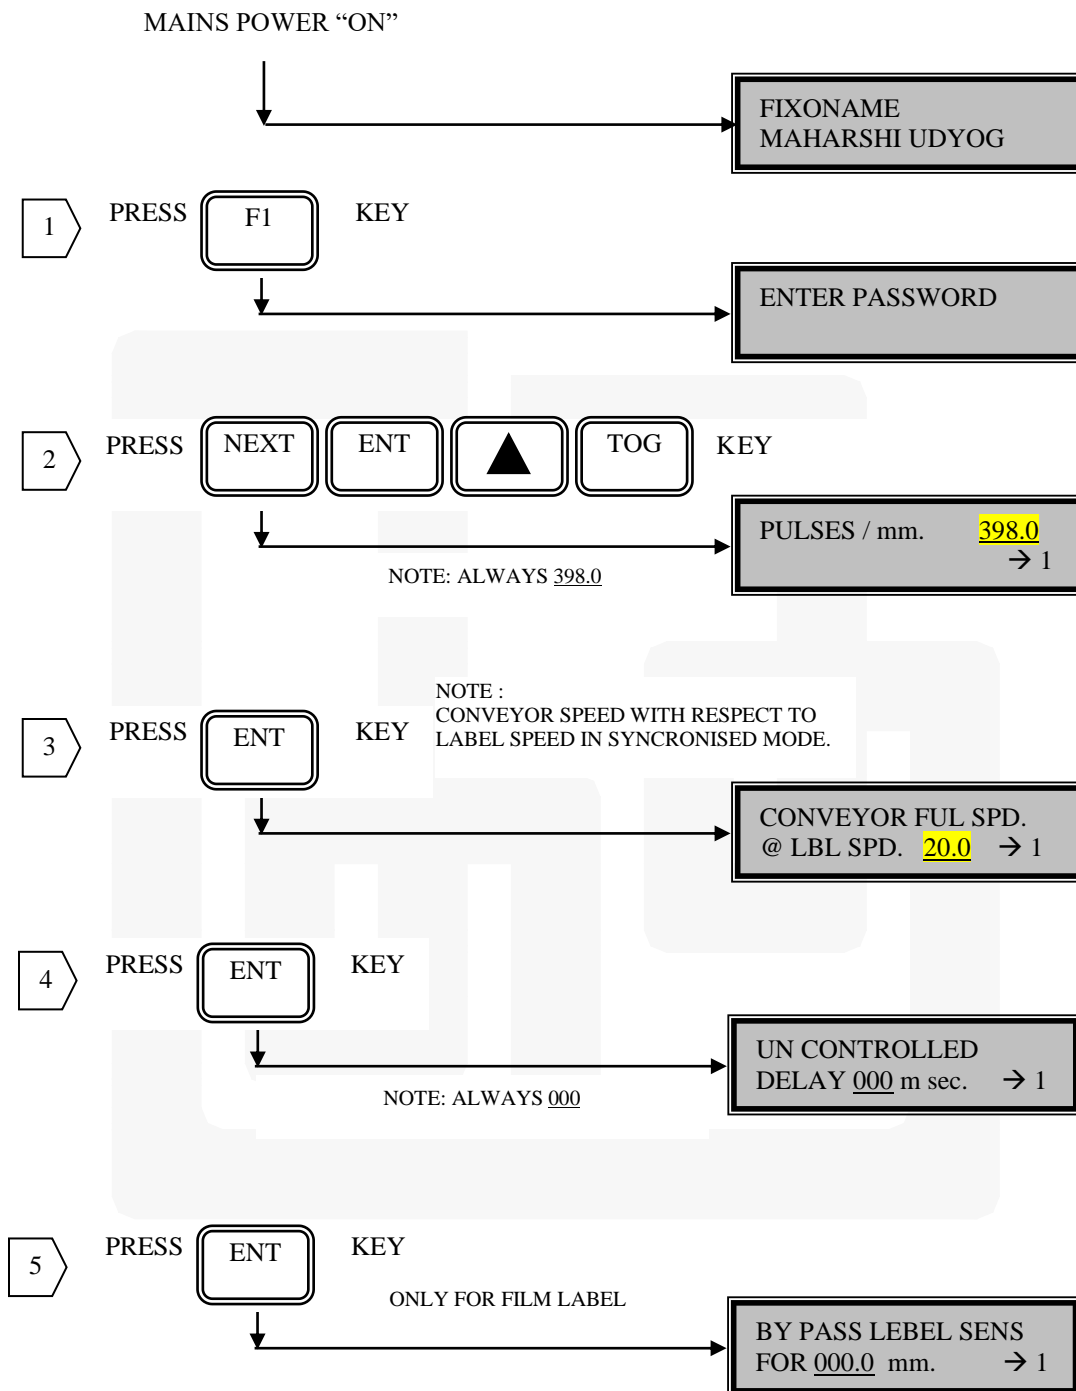 MAINS POWER “ON”
FIXONAME
MAHARSHI UDYOG
1 PRESS F1 KEY
ENTER PASSWORD
2 PRESS NEXT ENT ▲ TOG KEY
PULSES / mm. 398.0
→ 1
NOTE: ALWAYS 398.0
NOTE :
CONVEYOR SPEED WITH RESPECT TO
LABEL SPEED IN SYNCRONISED MODE.
3 PRESS ENT KEY
CONVEYOR FUL SPD.
@ LBL SPD. 20.0 → 1
4 PRESS ENT KEY
UN CONTROLLED
DELAY 000 m sec. → 1
NOTE: ALWAYS 000
5 PRESS ENT KEY
ONLY FOR FILM LABEL
BY PASS LEBEL SENS
FOR 000.0 mm. → 1